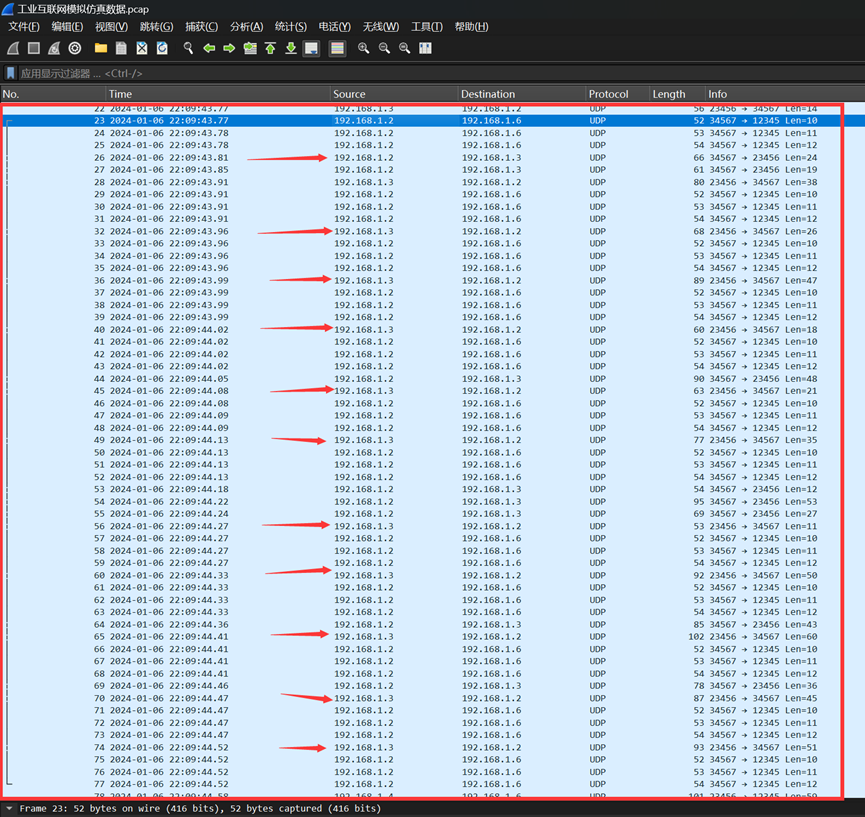 工业互联网模拟仿真数据.pcap
文件(F) 编辑(E) 视图(V) 跳转(G) 捕获(C) 分析(A) 统计(S) 电话(Y) 无线(W) 工具(T) 帮助(H)
应用显示过滤器 … <Ctrl-/>
No. Time Source Destination Protocol Length Info
22 2024-01-06 22:09:43.77 192.168.1.3 192.168.1.2 UDP 56 23456 → 34567 Len=14
23 2024-01-06 22:09:43.77 192.168.1.2 192.168.1.6 UDP 52 34567 → 12345 Len=10
24 2024-01-06 22:09:43.78 192.168.1.2 192.168.1.6 UDP 53 34567 → 12345 Len=11
25 2024-01-06 22:09:43.78 192.168.1.2 192.168.1.6 UDP 54 34567 → 12345 Len=12
26 2024-01-06 22:09:43.81 192.168.1.2 192.168.1.3 UDP 66 34567 → 23456 Len=24
27 2024-01-06 22:09:43.85 192.168.1.2 192.168.1.3 UDP 61 34567 → 23456 Len=19
28 2024-01-06 22:09:43.91 192.168.1.3 192.168.1.2 UDP 80 23456 → 34567 Len=38
29 2024-01-06 22:09:43.91 192.168.1.2 192.168.1.6 UDP 52 34567 → 12345 Len=10
30 2024-01-06 22:09:43.91 192.168.1.2 192.168.1.6 UDP 53 34567 → 12345 Len=11
31 2024-01-06 22:09:43.91 192.168.1.2 192.168.1.6 UDP 54 34567 → 12345 Len=12
32 2024-01-06 22:09:43.96 192.168.1.3 192.168.1.2 UDP 68 23456 → 34567 Len=26
33 2024-01-06 22:09:43.96 192.168.1.2 192.168.1.6 UDP 52 34567 → 12345 Len=10
34 2024-01-06 22:09:43.96 192.168.1.2 192.168.1.6 UDP 53 34567 → 12345 Len=11
35 2024-01-06 22:09:43.96 192.168.1.2 192.168.1.6 UDP 54 34567 → 12345 Len=12
36 2024-01-06 22:09:43.99 192.168.1.3 192.168.1.2 UDP 89 23456 → 34567 Len=47
37 2024-01-06 22:09:43.99 192.168.1.2 192.168.1.6 UDP 52 34567 → 12345 Len=10
38 2024-01-06 22:09:43.99 192.168.1.2 192.168.1.6 UDP 53 34567 → 12345 Len=11
39 2024-01-06 22:09:43.99 192.168.1.2 192.168.1.6 UDP 54 34567 → 12345 Len=12
40 2024-01-06 22:09:44.02 192.168.1.3 192.168.1.2 UDP 60 23456 → 34567 Len=18
41 2024-01-06 22:09:44.02 192.168.1.2 192.168.1.6 UDP 52 34567 → 12345 Len=10
42 2024-01-06 22:09:44.02 192.168.1.2 192.168.1.6 UDP 53 34567 → 12345 Len=11
43 2024-01-06 22:09:44.02 192.168.1.2 192.168.1.6 UDP 54 34567 → 12345 Len=12
44 2024-01-06 22:09:44.05 192.168.1.2 192.168.1.3 UDP 90 34567 → 23456 Len=48
45 2024-01-06 22:09:44.08 192.168.1.3 192.168.1.2 UDP 63 23456 → 34567 Len=21
46 2024-01-06 22:09:44.08 192.168.1.2 192.168.1.6 UDP 52 34567 → 12345 Len=10
47 2024-01-06 22:09:44.09 192.168.1.2 192.168.1.6 UDP 53 34567 → 12345 Len=11
48 2024-01-06 22:09:44.09 192.168.1.2 192.168.1.6 UDP 54 34567 → 12345 Len=12
49 2024-01-06 22:09:44.13 192.168.1.3 192.168.1.2 UDP 77 23456 → 34567 Len=35
50 2024-01-06 22:09:44.13 192.168.1.2 192.168.1.6 UDP 52 34567 → 12345 Len=10
51 2024-01-06 22:09:44.13 192.168.1.2 192.168.1.6 UDP 53 34567 → 12345 Len=11
52 2024-01-06 22:09:44.13 192.168.1.2 192.168.1.6 UDP 54 34567 → 12345 Len=12
53 2024-01-06 22:09:44.18 192.168.1.2 192.168.1.3 UDP 54 34567 → 23456 Len=12
54 2024-01-06 22:09:44.22 192.168.1.2 192.168.1.3 UDP 95 34567 → 23456 Len=53
55 2024-01-06 22:09:44.24 192.168.1.2 192.168.1.3 UDP 69 34567 → 23456 Len=27
56 2024-01-06 22:09:44.27 192.168.1.3 192.168.1.2 UDP 53 23456 → 34567 Len=11
57 2024-01-06 22:09:44.27 192.168.1.2 192.168.1.6 UDP 52 34567 → 12345 Len=10
58 2024-01-06 22:09:44.27 192.168.1.2 192.168.1.6 UDP 53 34567 → 12345 Len=11
59 2024-01-06 22:09:44.27 192.168.1.2 192.168.1.6 UDP 54 34567 → 12345 Len=12
60 2024-01-06 22:09:44.33 192.168.1.3 192.168.1.2 UDP 92 23456 → 34567 Len=50
61 2024-01-06 22:09:44.33 192.168.1.2 192.168.1.6 UDP 52 34567 → 12345 Len=10
62 2024-01-06 22:09:44.33 192.168.1.2 192.168.1.6 UDP 53 34567 → 12345 Len=11
63 2024-01-06 22:09:44.33 192.168.1.2 192.168.1.6 UDP 54 34567 → 12345 Len=12
64 2024-01-06 22:09:44.36 192.168.1.2 192.168.1.3 UDP 85 34567 → 23456 Len=43
65 2024-01-06 22:09:44.41 192.168.1.3 192.168.1.2 UDP 102 23456 → 34567 Len=60
66 2024-01-06 22:09:44.41 192.168.1.2 192.168.1.6 UDP 52 34567 → 12345 Len=10
67 2024-01-06 22:09:44.41 192.168.1.2 192.168.1.6 UDP 53 34567 → 12345 Len=11
68 2024-01-06 22:09:44.41 192.168.1.2 192.168.1.6 UDP 54 34567 → 12345 Len=12
69 2024-01-06 22:09:44.46 192.168.1.2 192.168.1.3 UDP 78 34567 → 23456 Len=36
70 2024-01-06 22:09:44.47 192.168.1.3 192.168.1.2 UDP 87 23456 → 34567 Len=45
71 2024-01-06 22:09:44.47 192.168.1.2 192.168.1.6 UDP 52 34567 → 12345 Len=10
72 2024-01-06 22:09:44.47 192.168.1.2 192.168.1.6 UDP 53 34567 → 12345 Len=11
73 2024-01-06 22:09:44.47 192.168.1.2 192.168.1.6 UDP 54 34567 → 12345 Len=12
74 2024-01-06 22:09:44.52 192.168.1.3 192.168.1.2 UDP 93 23456 → 34567 Len=51
75 2024-01-06 22:09:44.52 192.168.1.2 192.168.1.6 UDP 52 34567 → 12345 Len=10
76 2024-01-06 22:09:44.52 192.168.1.2 192.168.1.6 UDP 53 34567 → 12345 Len=11
77 2024-01-06 22:09:44.52 192.168.1.2 192.168.1.6 UDP 54 34567 → 12345 Len=12
78 2024-01-06 22:09:44.58 192.168.1.4 192.168.1.6 UDP
Frame 23: 52 bytes on wire (416 bits), 52 bytes captured (416 bits)